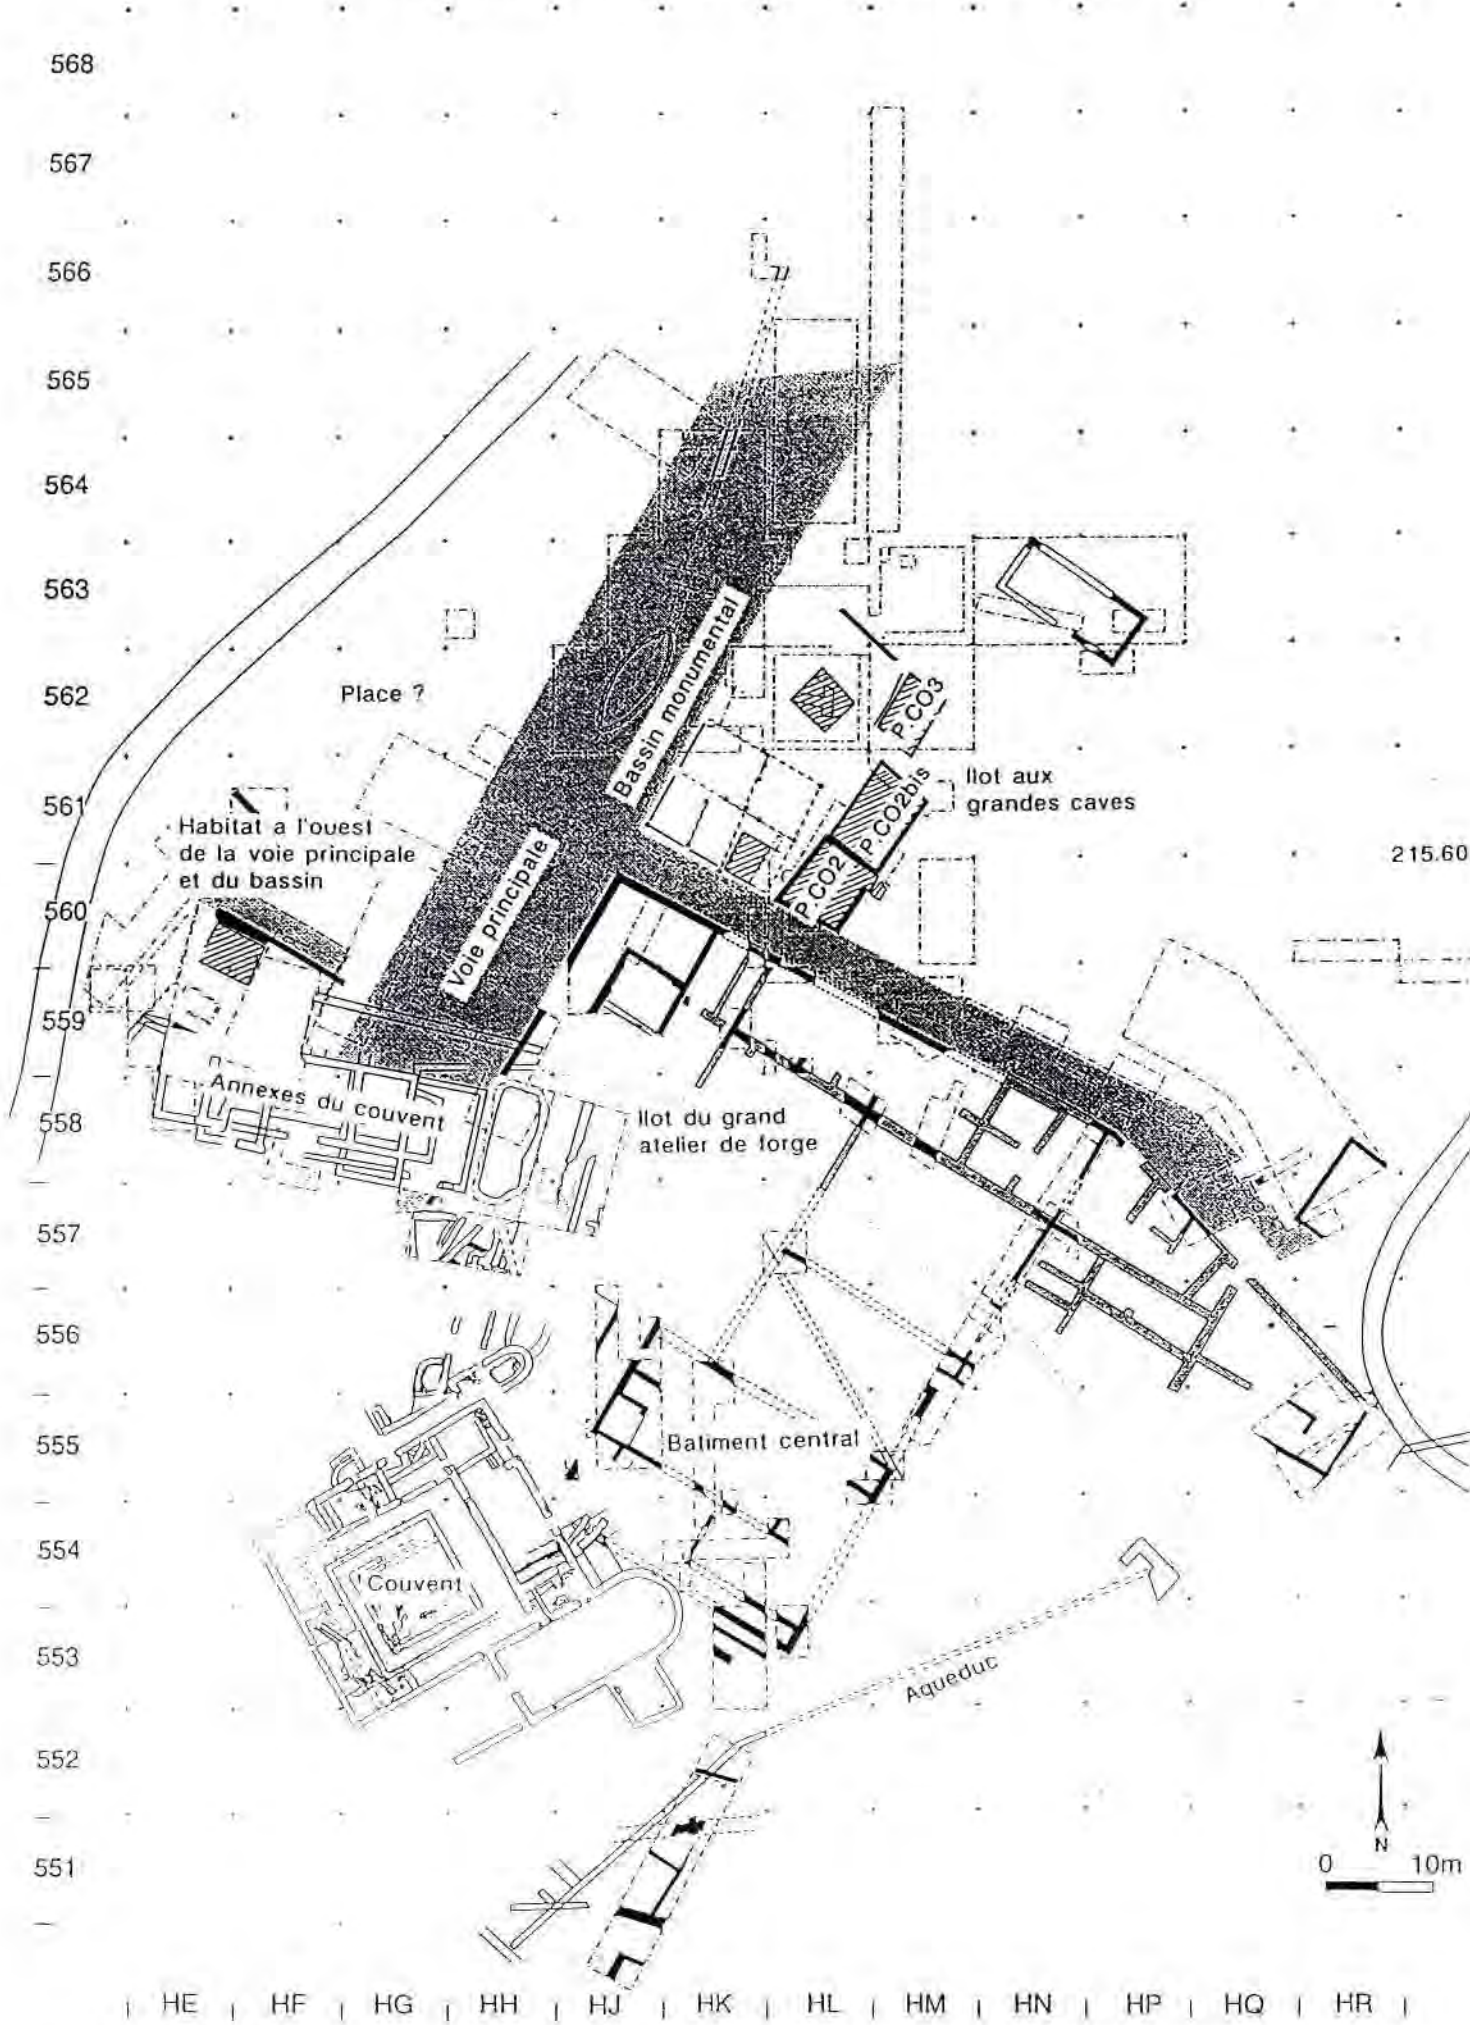 568
567
566
565
564
563
562
561
560
559
558
557
556
555
554
553
552
551
Place ?
Bassin monumental
Voie principale
P.CO3
P.CO2bis
P.CO2
Ilot aux
grandes caves
215.60
Habitat a l'ouest
de la voie principale
et du bassin
Annexes du couvent
Ilot du grand
atelier de forge
Batiment central
Couvent
Aqueduc
N
0 10m
HE HF HG HH HJ HK HL HM HN HP HQ HR